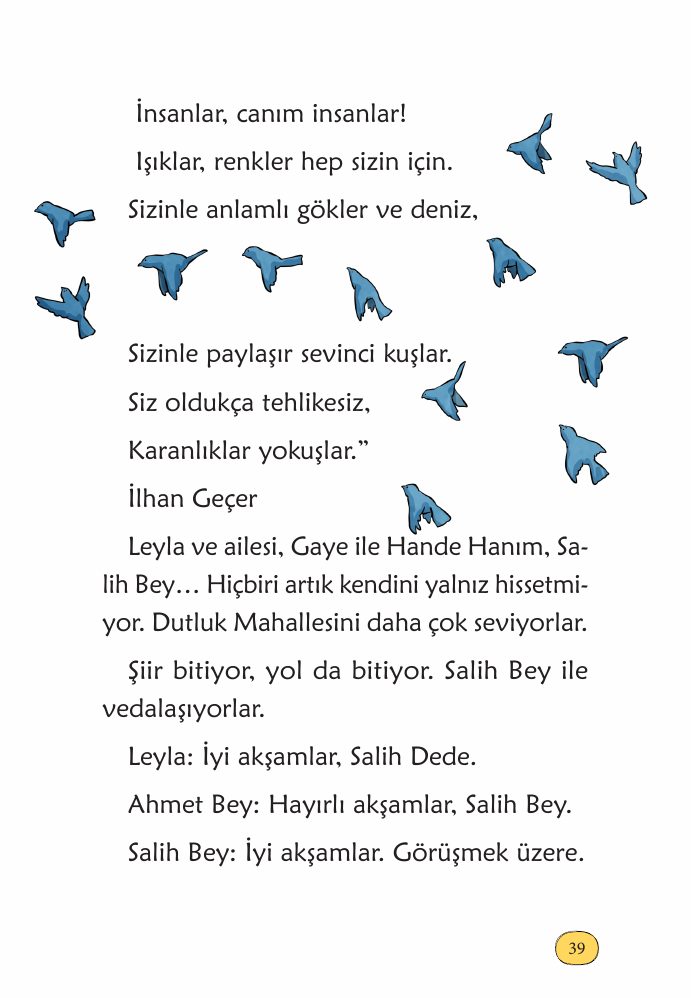 İnsanlar, canım insanlar!
Işıklar, renkler hep sizin için.
Sizinle anlamlı gökler ve deniz,
Sizinle paylaşır sevinci kuşlar.
Siz oldukça tehlikesiz,
Karanlıklar yokuşlar.”
İlhan Geçer
Leyla ve ailesi, Gaye ile Hande Hanım, Sa-
lih Bey… Hiçbiri artık kendini yalnız hissetmi-
yor. Dutluk Mahallesini daha çok seviyorlar.
Şiir bitiyor, yol da bitiyor. Salih Bey ile
vedalaşıyorlar.
Leyla: İyi akşamlar, Salih Dede.
Ahmet Bey: Hayırlı akşamlar, Salih Bey.
Salih Bey: İyi akşamlar. Görüşmek üzere.
39